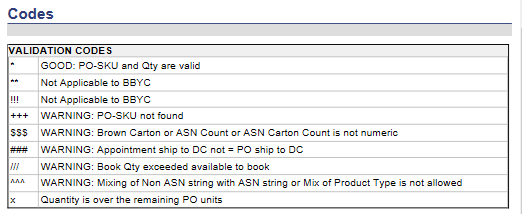 Codes
VALIDATION CODES
* GOOD: PO-SKU and Qty are valid
** Not Applicable to BBYC
!!! Not Applicable to BBYC
+++ WARNING: PO-SKU not found
$$$ WARNING: Brown Carton or ASN Count or ASN Carton Count is not numeric
### WARNING: Appointment ship to DC not = PO ship to DC
/// WARNING: Book Qty exceeded available to book
^^^ WARNING: Mixing of Non ASN string with ASN string or Mix of Product Type is not allowed
x Quantity is over the remaining PO units